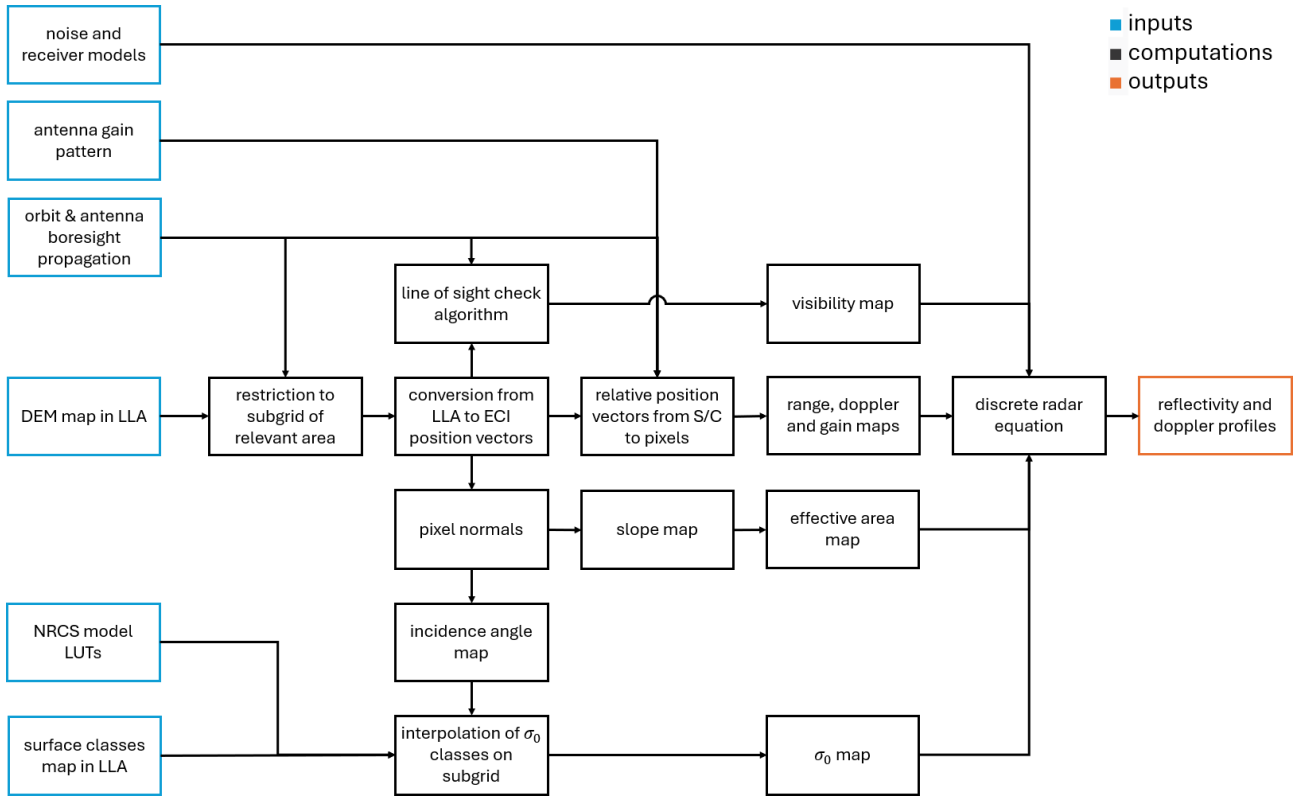 noise and
receiver models
inputs
computations
outputs
antenna gain
pattern
orbit & antenna
boresight
propagation
line of sight check
algorithm
visibility map
DEM map in LLA
restriction to
subgrid of
relevant area
conversion from
LLA to ECI
position vectors
relative position
vectors from S/C
to pixels
range, doppler
and gain maps
discrete radar
equation
reflectivity and
doppler profiles
pixel normals
slope map
effective area
map
NRCS model
LUTs
incidence angle
map
surface classes
map in LLA
interpolation of σ₀
classes on
subgrid
σ₀ map